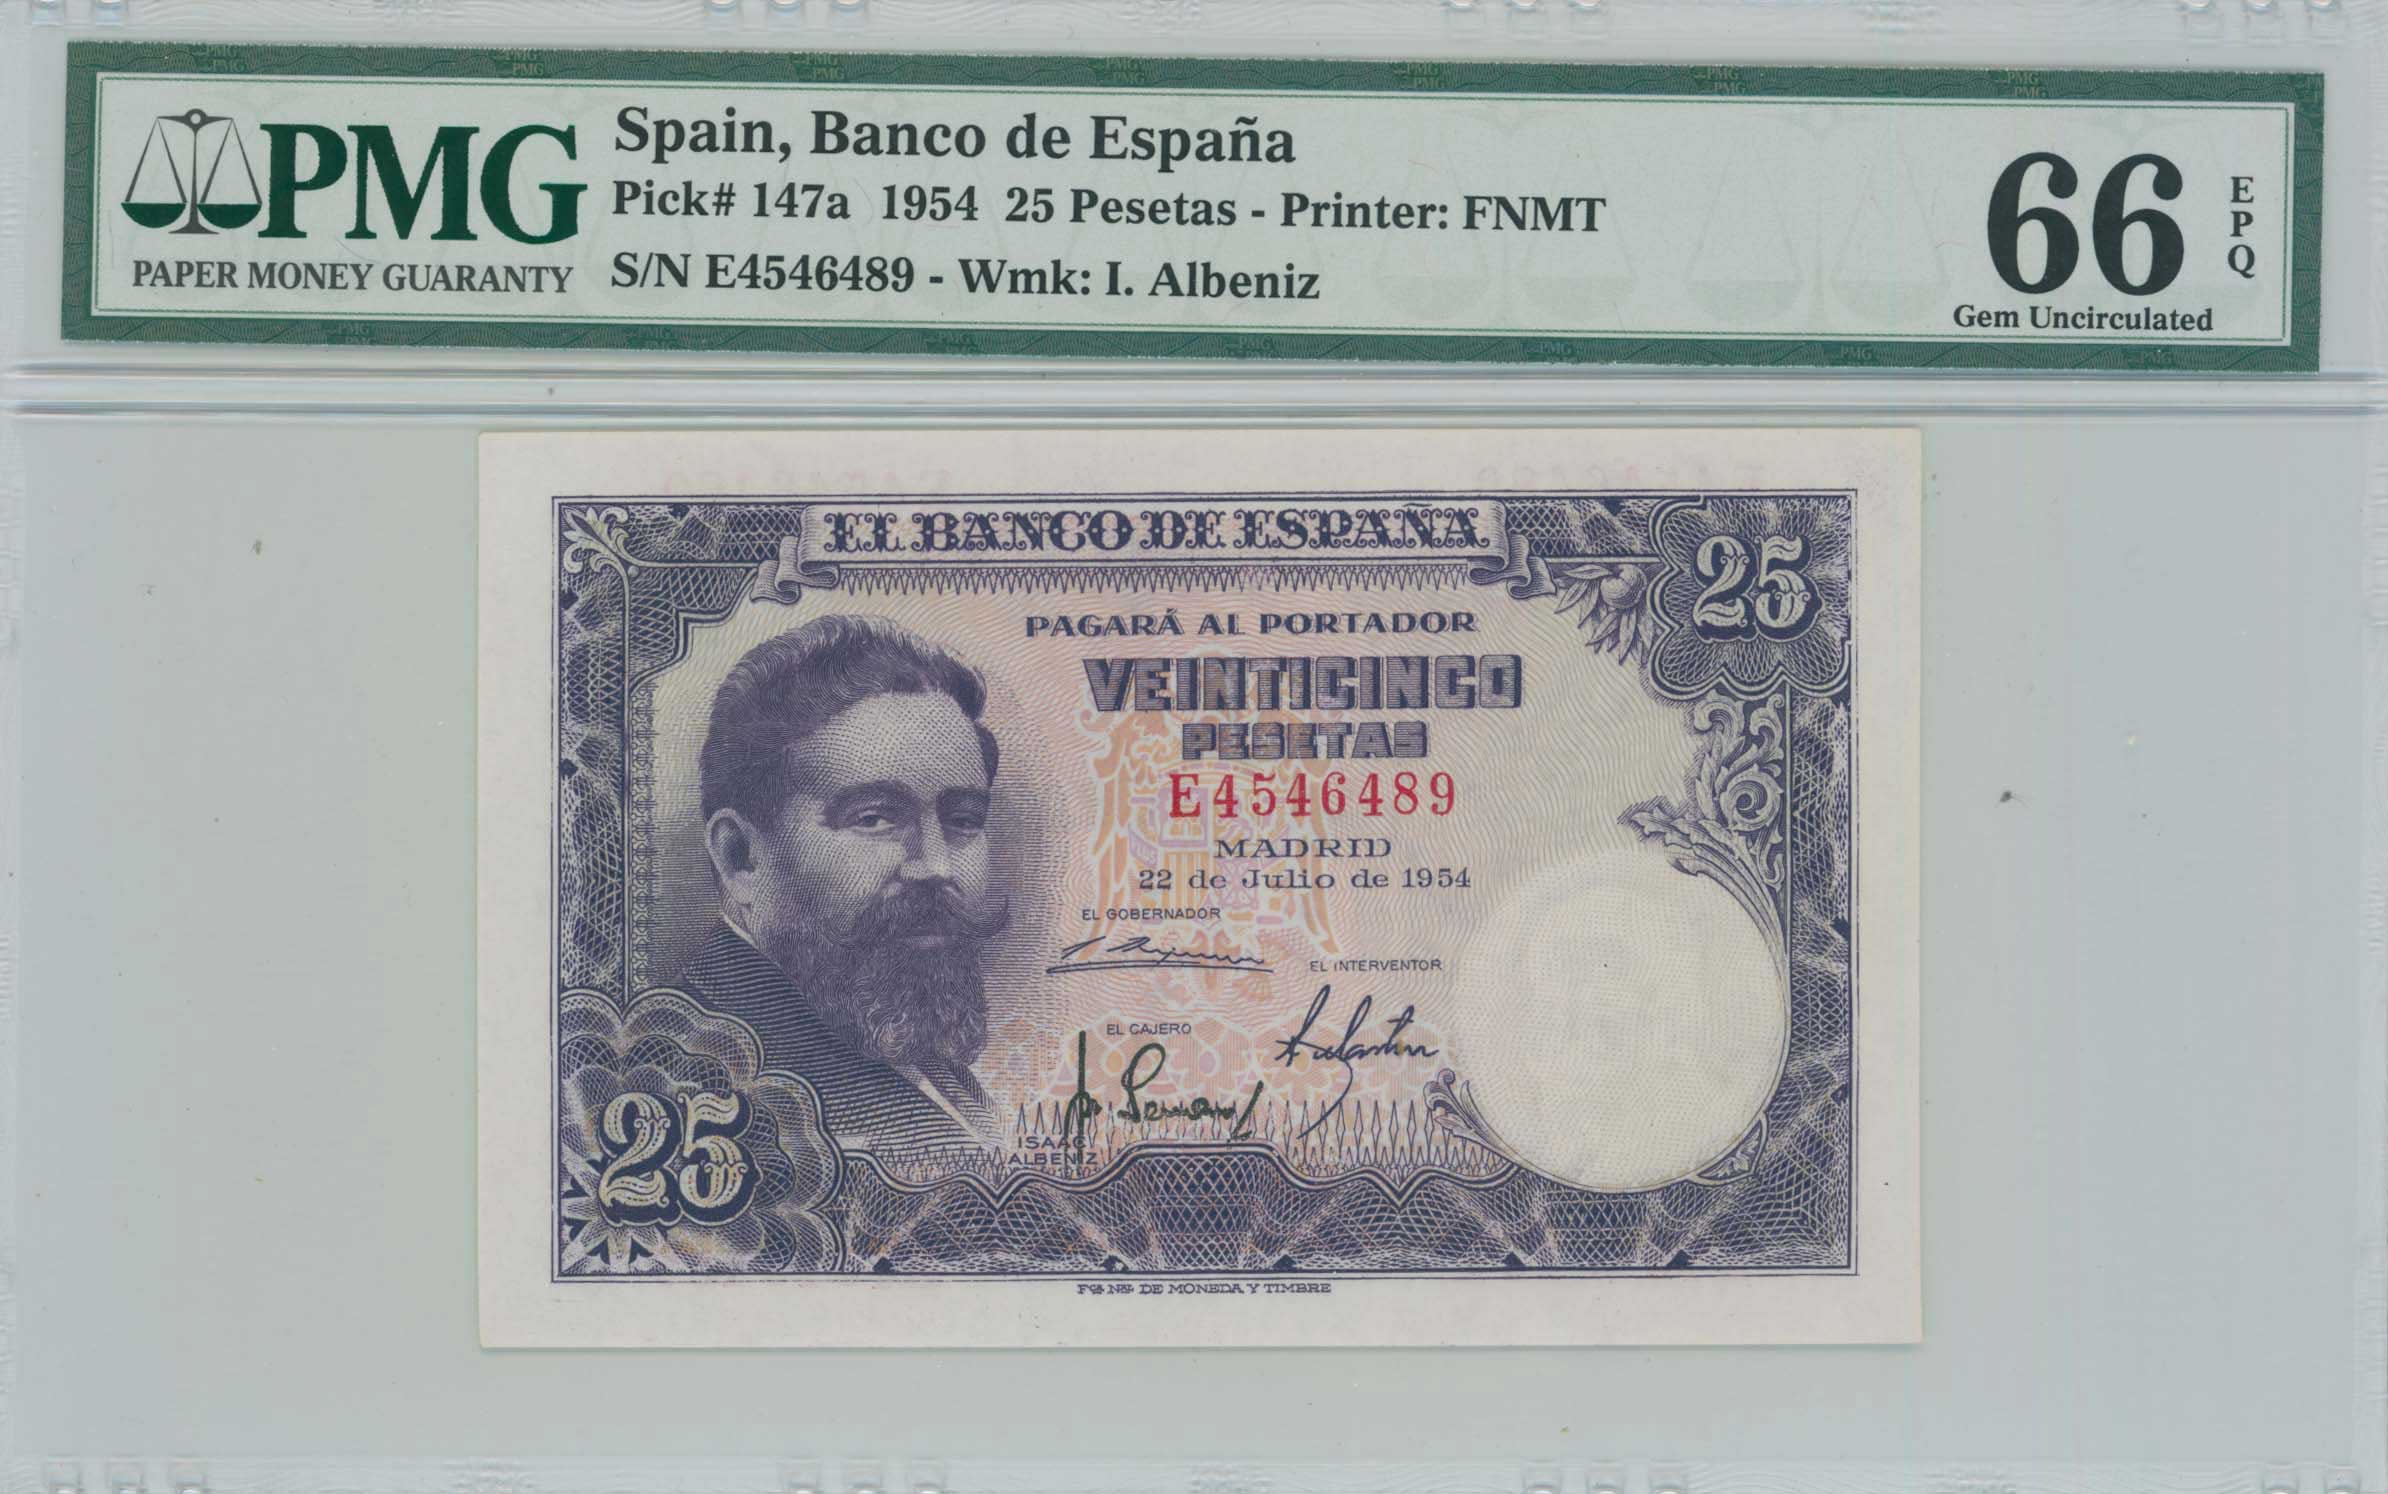 PMG
PAPER MONEY GUARANTY
Spain, Banco de España
Pick# 147a 1954 25 Pesetas - Printer: FNMT
S/N E4546489 - Wmk: I. Albeniz
66
EPQ
Gem Uncirculated
EL BANCO DE ESPAÑA
25
PAGARÁ AL PORTADOR
VEINTICINCO
PESETAS
E4546489
MADRID
22 de Julio de 1954
EL GOBERNADOR
EL INTERVENTOR
EL CAJERO
ISAAC
ALBENIZ
25
FCA NAL DE MONEDA Y TIMBRE